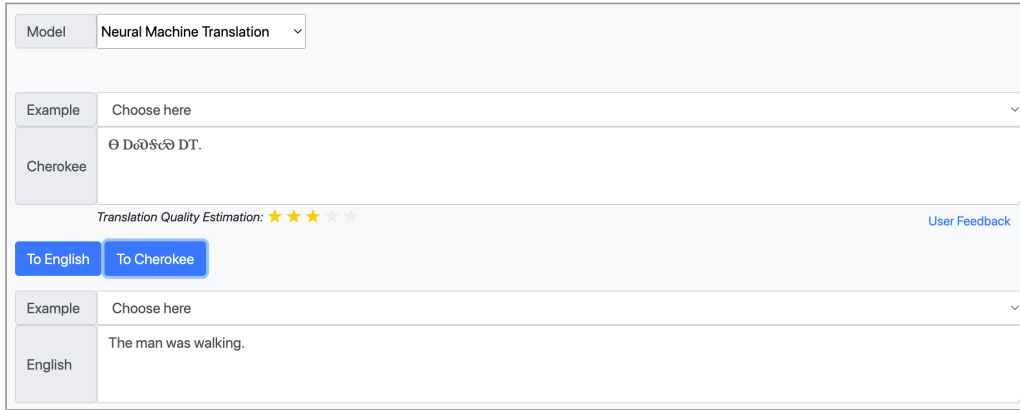 Model
Neural Machine Translation
Example
Choose here
Cherokee
Ꮎ ᎠᏍᎦᏯ ᎠᎢ.
Translation Quality Estimation:
User Feedback
To English
To Cherokee
Example
Choose here
English
The man was walking.